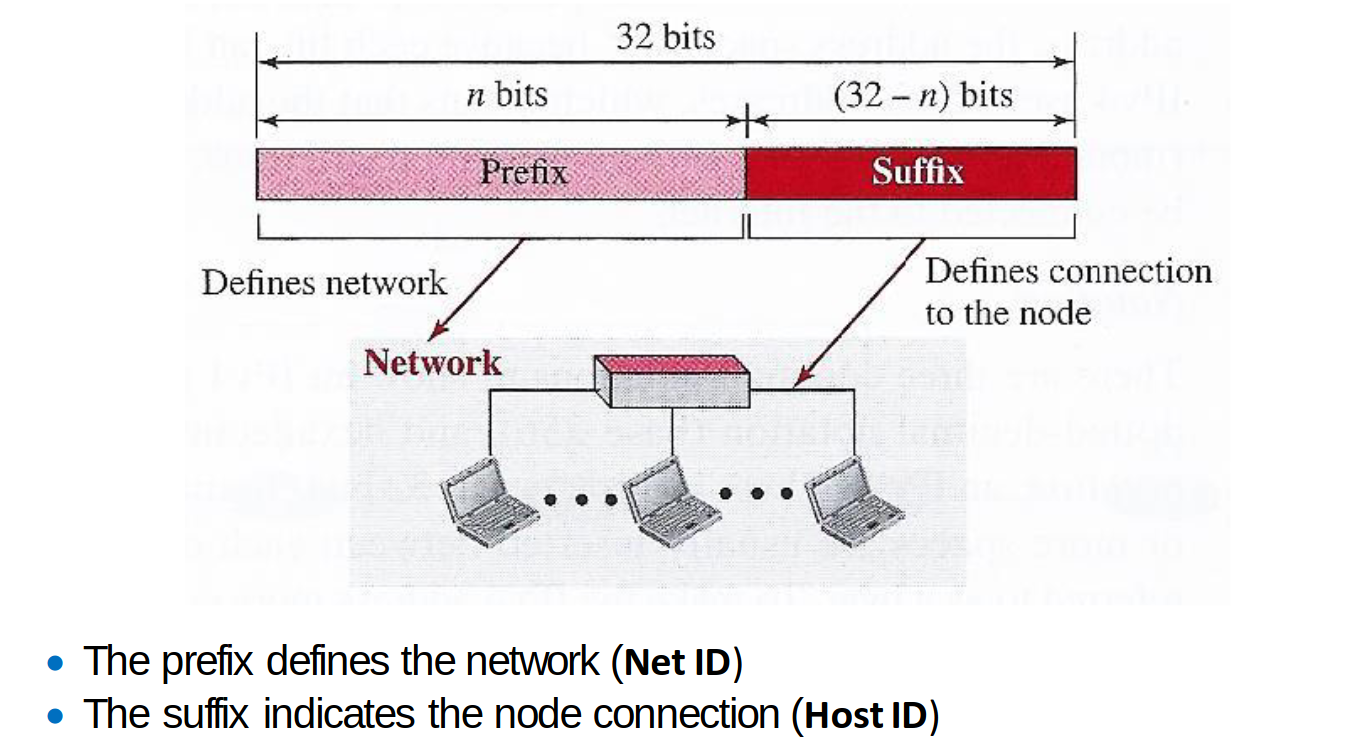 32 bits
n bits
(32 – n) bits
Prefix
Suffix
Defines network
Defines connection
to the node
Network
• The prefix defines the network (Net ID)
• The suffix indicates the node connection (Host ID)